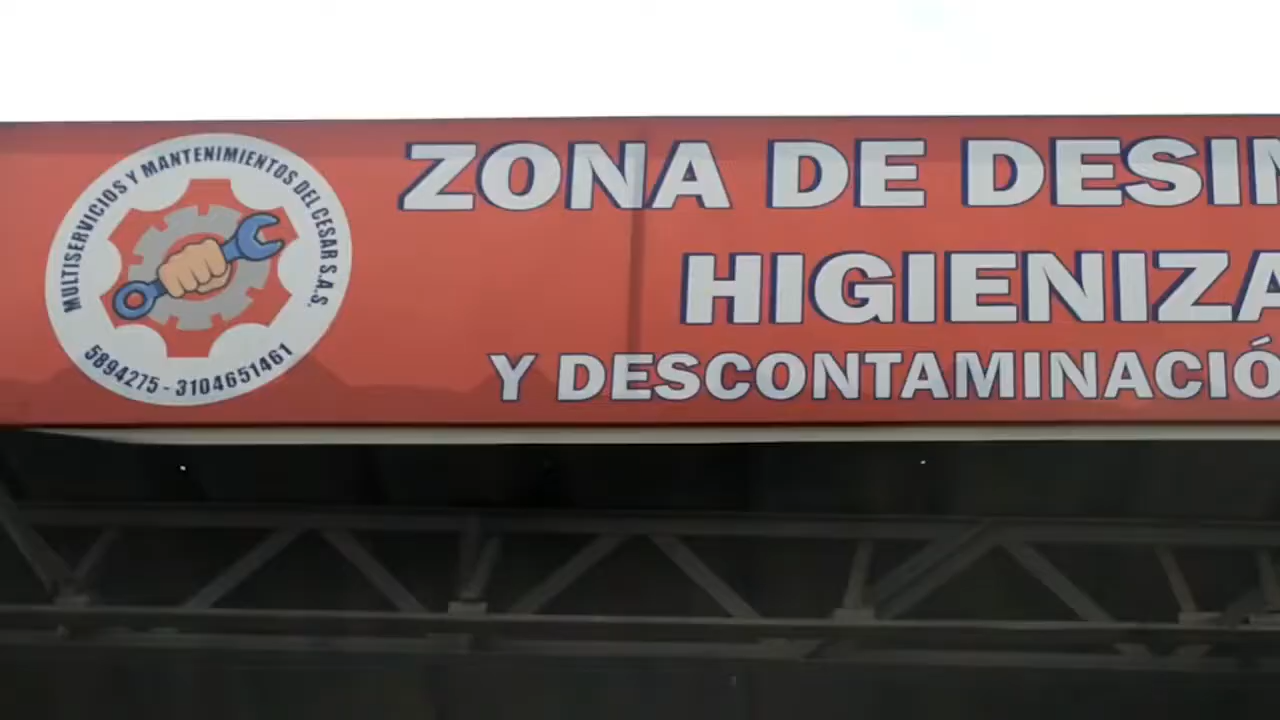 MULTISERVICIOS Y MANTENIMIENTOS DEL CESAR S.A.S.
5894275 - 3104651461
ZONA DE DESIN
HIGIENIZA
Y DESCONTAMINACIÓ